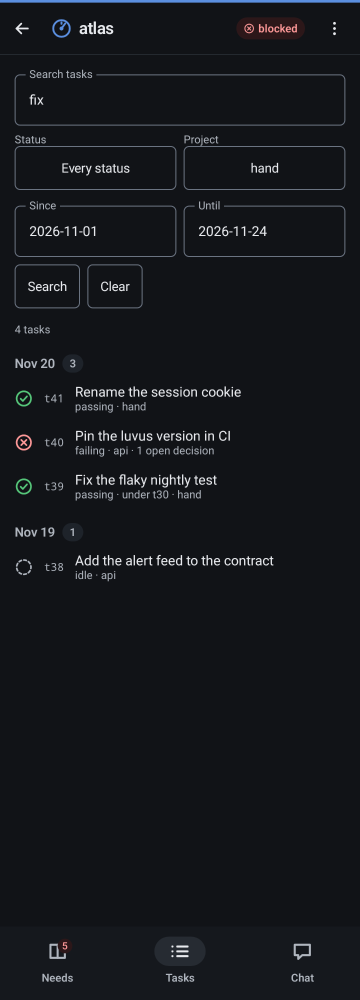 atlas
blocked
Search tasks
fix
Status
Project
Every status
hand
Since
Until
2026-11-01
2026-11-24
Search
Clear
4 tasks
Nov 20 3
t41 Rename the session cookie
passing · hand
t40 Pin the luvus version in CI
failing · api · 1 open decision
t39 Fix the flaky nightly test
passing · under t30 · hand
Nov 19 1
t38 Add the alert feed to the contract
idle · api
5
Needs
Tasks
Chat